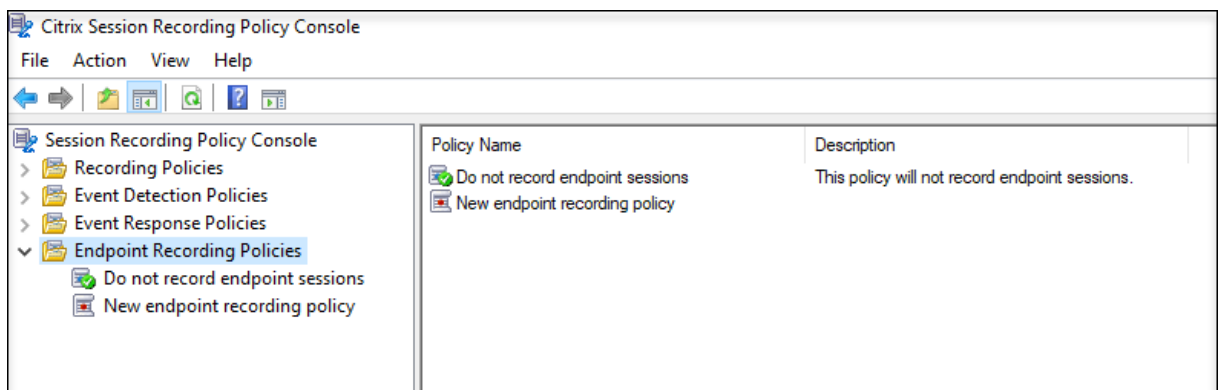 Citrix Session Recording Policy Console
File Action View Help
Session Recording Policy Console
Recording Policies
Event Detection Policies
Event Response Policies
Endpoint Recording Policies
Do not record endpoint sessions
New endpoint recording policy
Policy Name Description
Do not record endpoint sessions This policy will not record endpoint sessions.
New endpoint recording policy